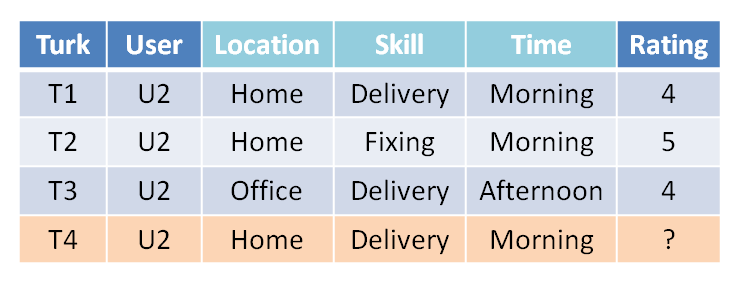 Turk User Location Skill Time Rating
T1 U2 Home Delivery Morning 4
T2 U2 Home Fixing Morning 5
T3 U2 Office Delivery Afternoon 4
T4 U2 Home Delivery Morning ?